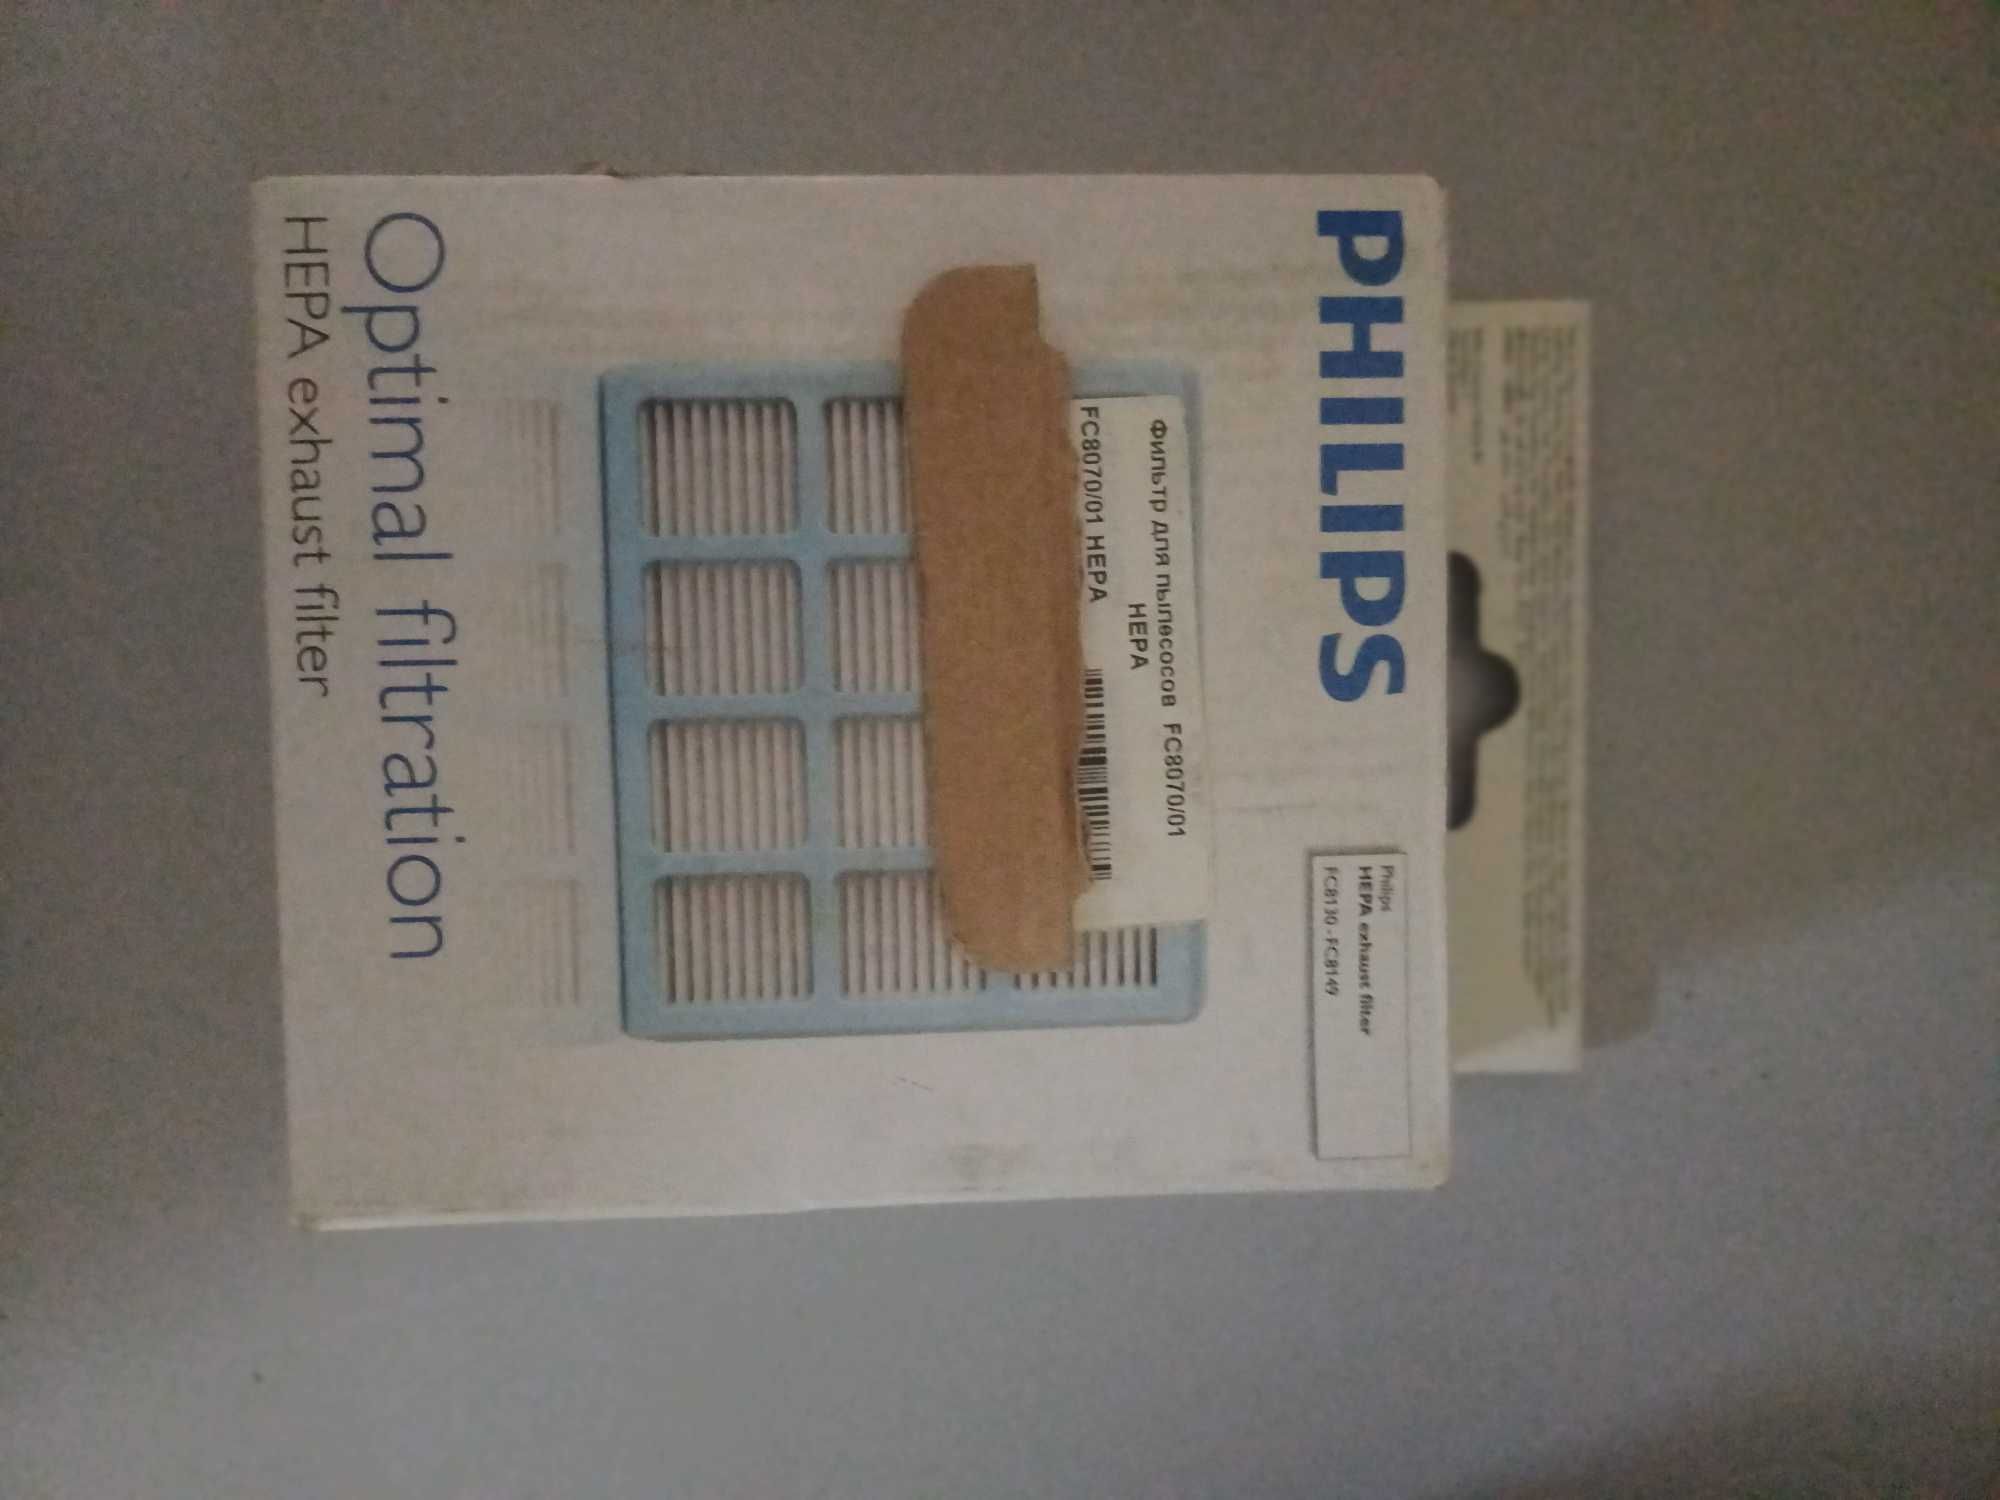 PHILIPS
Philips
HEPA exhaust filter
FC8130 - FC8149
Фильтр для пылесосов FC8070/01
HEPA
FC8070/01 HEPA
Optimal filtration
HEPA exhaust filter